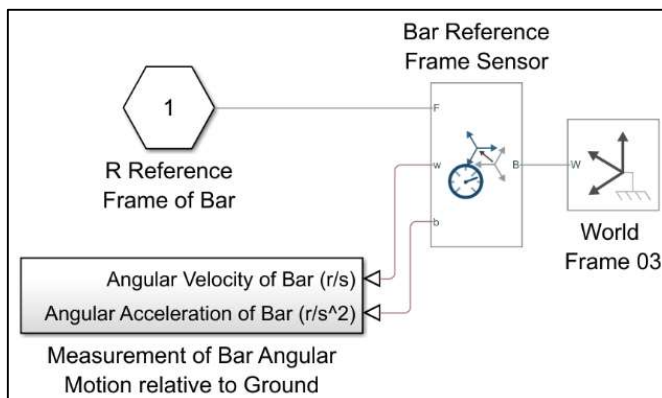 Bar Reference
Frame Sensor
1
F
R Reference
Frame of Bar
w
B
W
b
World
Frame 03
Angular Velocity of Bar (r/s)
Angular Acceleration of Bar (r/s^2)
Measurement of Bar Angular
Motion relative to Ground